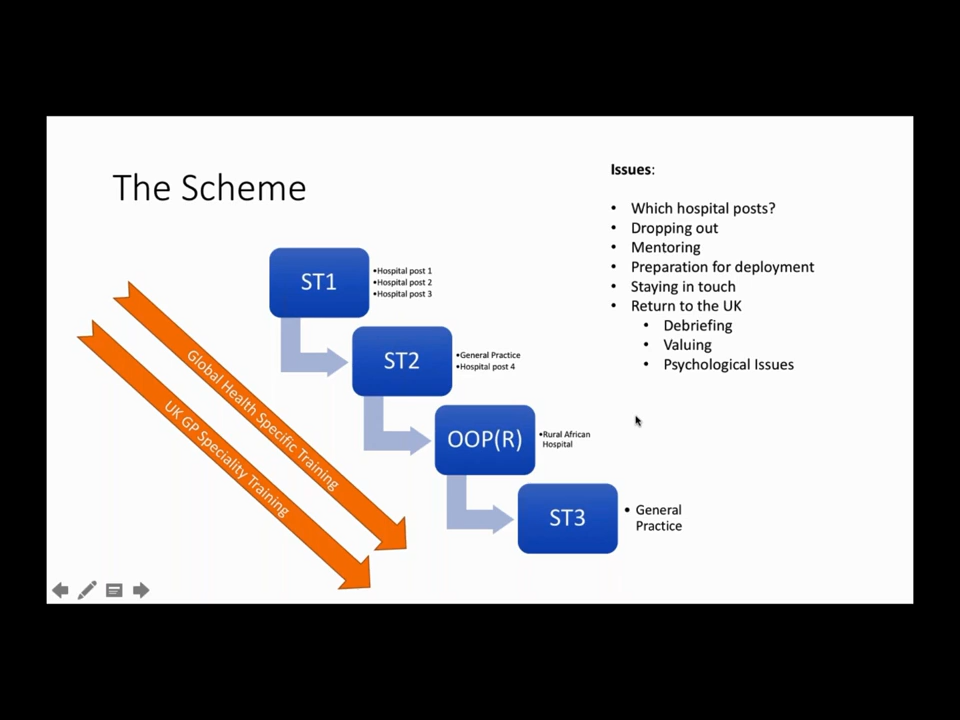 The Scheme
ST1
•Hospital post 1
•Hospital post 2
•Hospital post 3
ST2
•General Practice
•Hospital post 4
OOP(R)
•Rural African
Hospital
ST3
• General
Practice
Global Health Specific Training
UK GP Speciality Training
Issues:
• Which hospital posts?
• Dropping out
• Mentoring
• Preparation for deployment
• Staying in touch
• Return to the UK
• Debriefing
• Valuing
• Psychological Issues